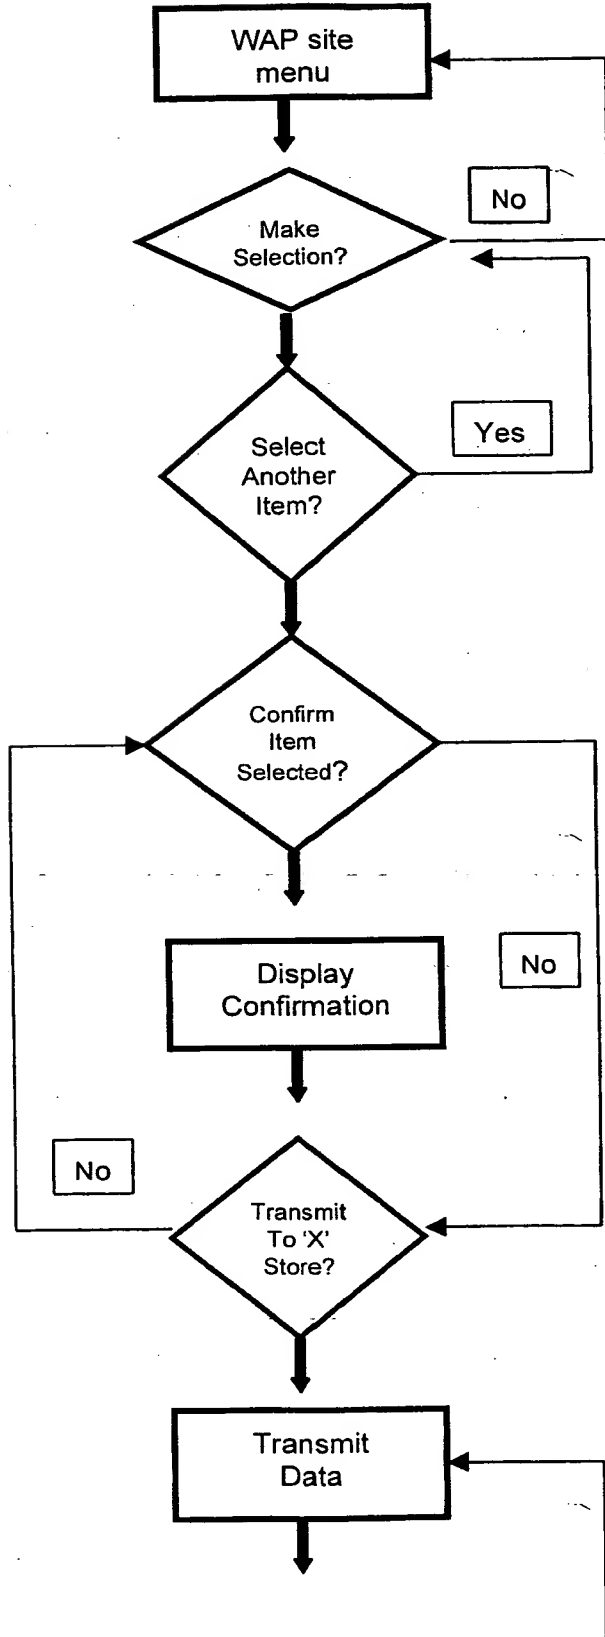 WAP site
menu
No
Make
Selection?
Yes
Select
Another
Item?
Confirm
Item
Selected?
No
Display
Confirmation
No
Transmit
To 'X'
Store?
Transmit
Data